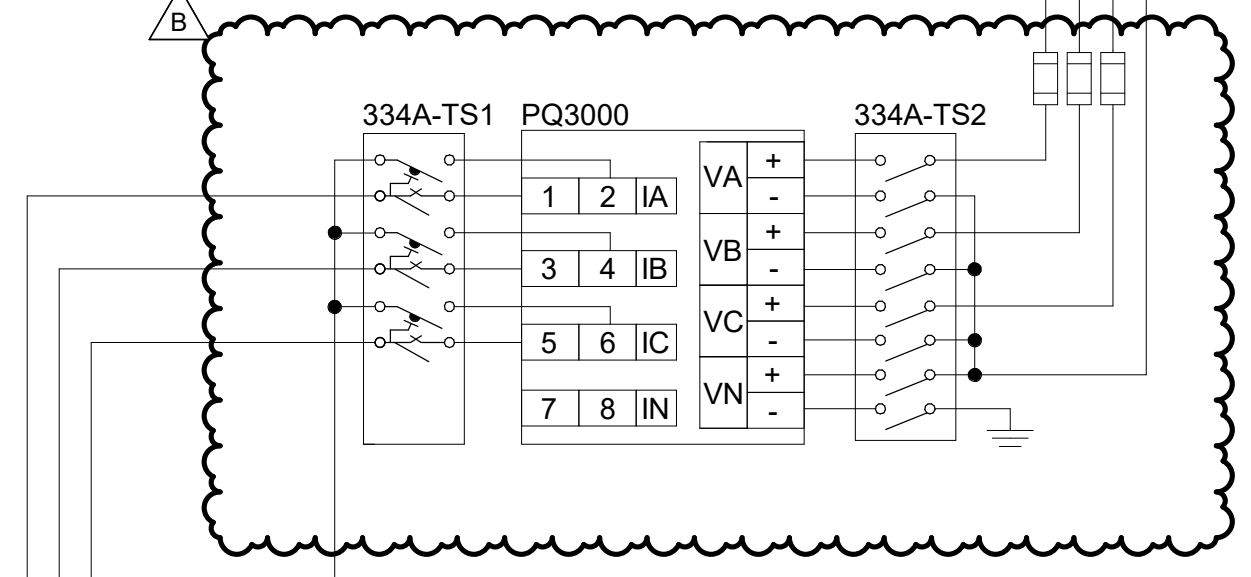 B
334A-TS1 PQ3000 334A-TS2
VA + -
1 2 IA
VB + -
3 4 IB
VC + -
5 6 IC
VN + -
7 8 IN